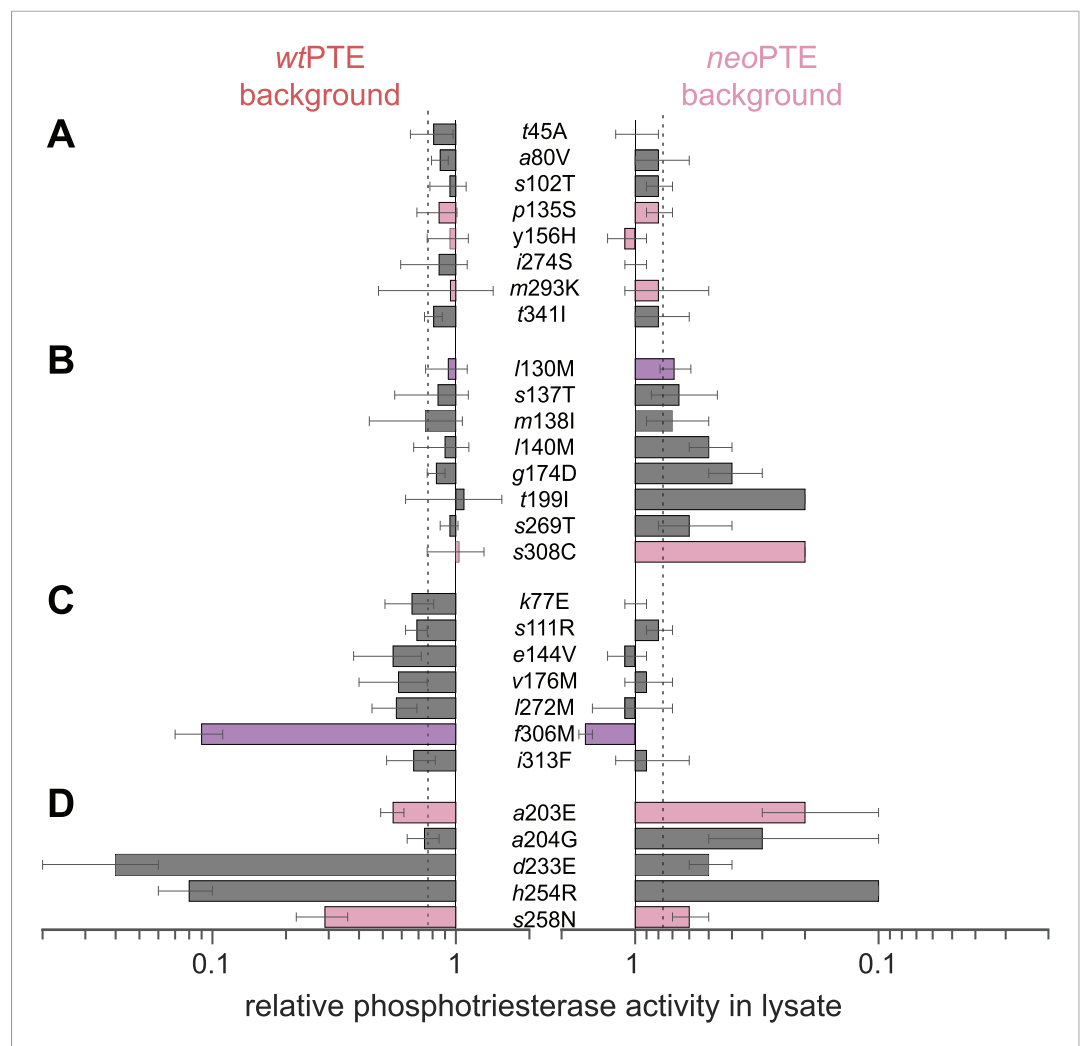 wtPTE
background
neoPTE
background
A
t45A
a80V
s102T
p135S
y156H
i274S
m293K
t341I
B
l130M
s137T
m138I
l140M
g174D
t199I
s269T
s308C
C
k77E
s111R
e144V
v176M
l272M
f306M
i313F
D
a203E
a204G
d233E
h254R
s258N
0.1 1 1 0.1
relative phosphotriesterase activity in lysate